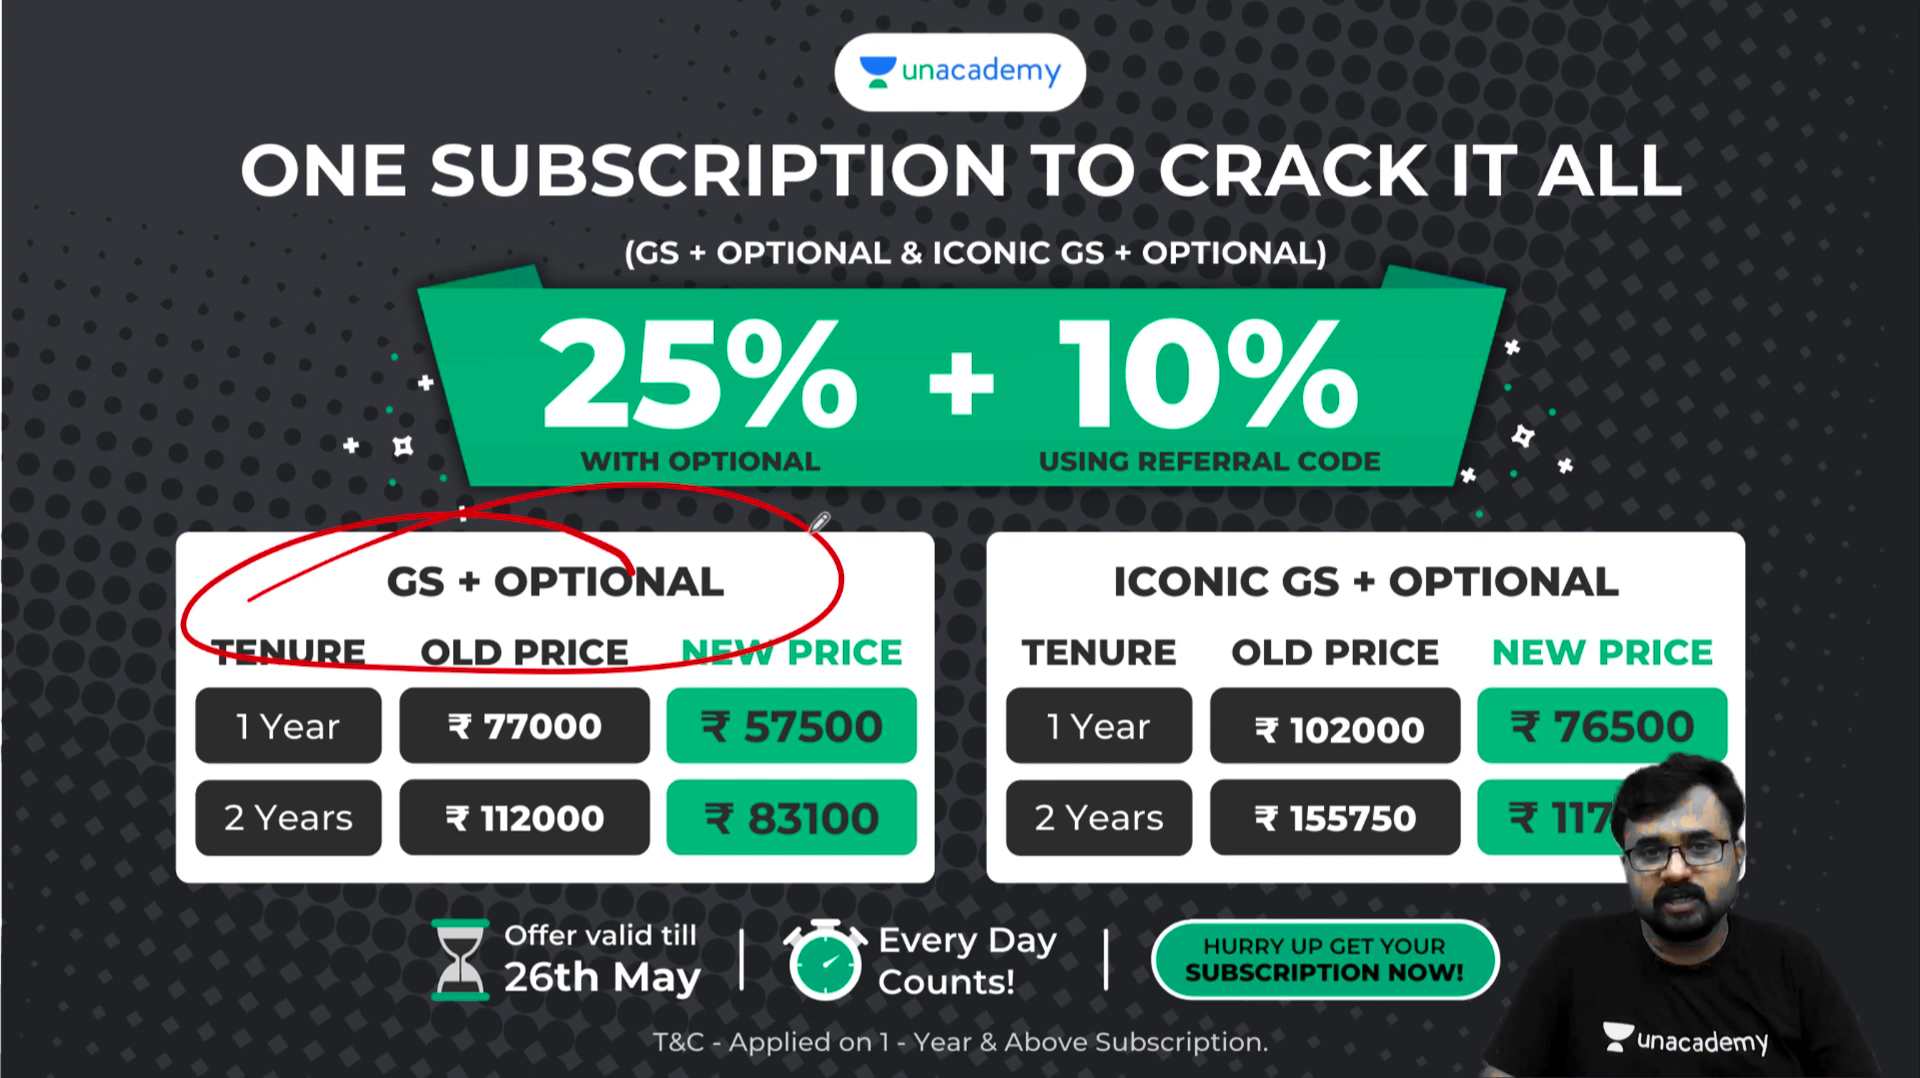 unacademy
ONE SUBSCRIPTION TO CRACK IT ALL
(GS + OPTIONAL & ICONIC GS + OPTIONAL)
25% + 10%
WITH OPTIONAL USING REFERRAL CODE
GS + OPTIONAL
TENURE OLD PRICE NEW PRICE
1 Year ₹ 77000 ₹ 57500
2 Years ₹ 112000 ₹ 83100
ICONIC GS + OPTIONAL
TENURE OLD PRICE NEW PRICE
1 Year ₹ 102000 ₹ 76500
2 Years ₹ 155750 ₹
Offer valid till
26th May
Every Day
Counts!
HURRY UP GET YOUR
SUBSCRIPTION NOW!
T&C - Applied on 1 - Year & Above Subscription.
unacademy